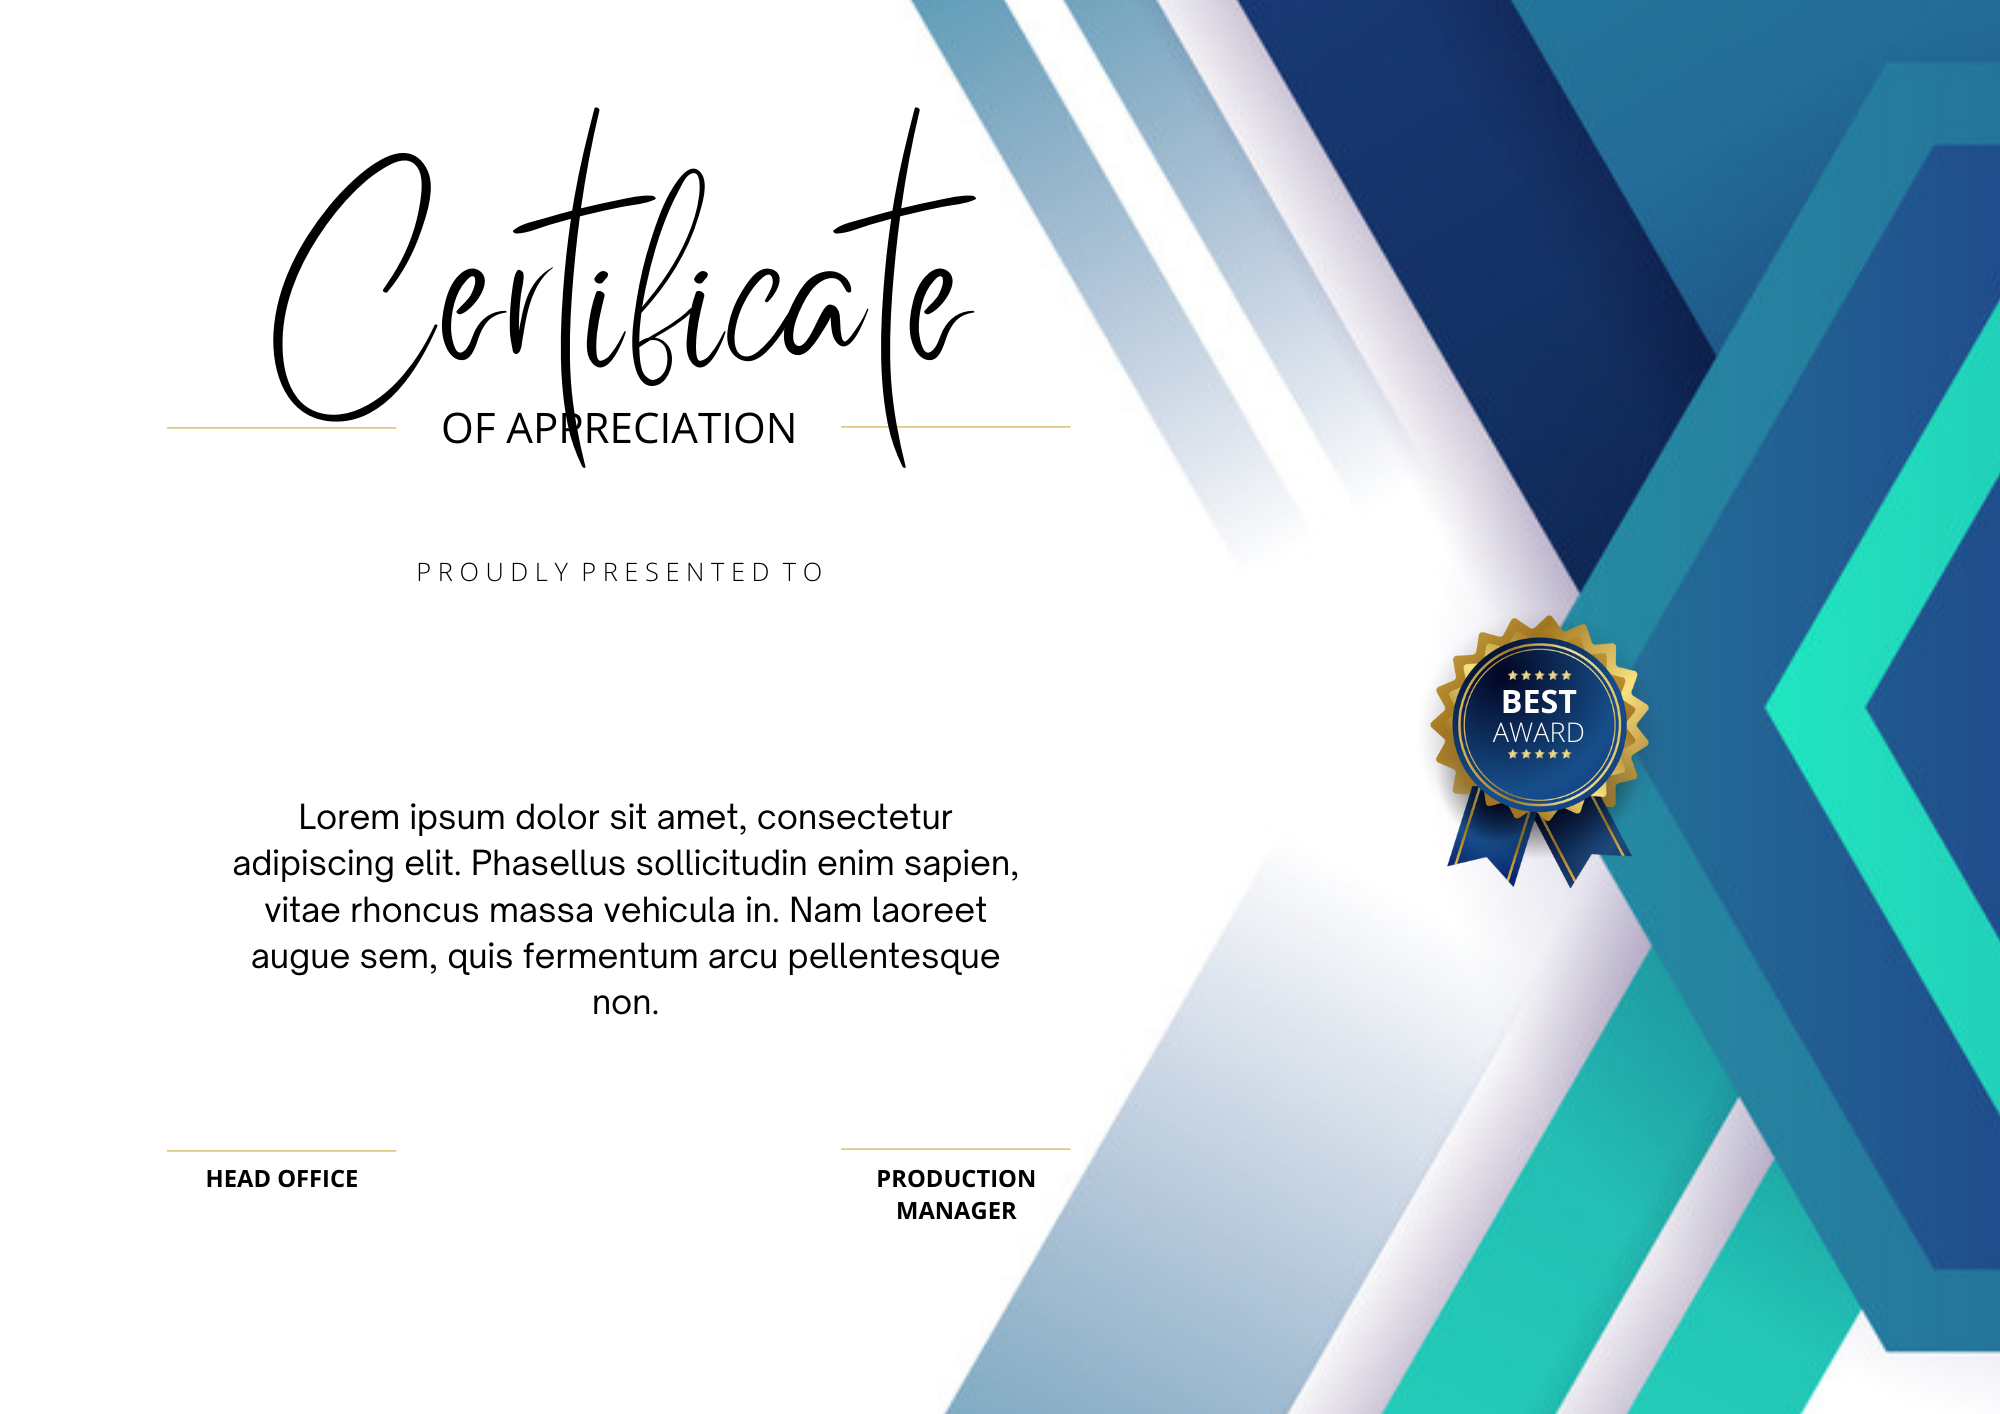 Certificate
OF APPRECIATION
PROUDLY PRESENTED TO
BEST
AWARD
Lorem ipsum dolor sit amet, consectetur
adipiscing elit. Phasellus sollicitudin enim sapien,
vitae rhoncus massa vehicula in. Nam laoreet
augue sem, quis fermentum arcu pellentesque
non.
HEAD OFFICE
PRODUCTION
MANAGER